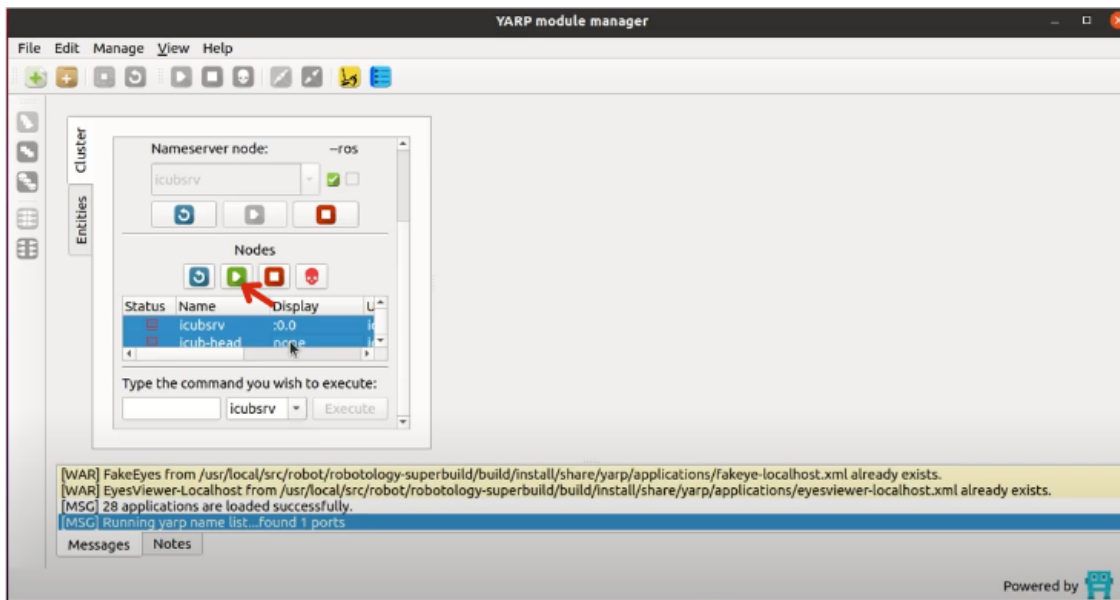 YARP module manager
File Edit Manage View Help
Cluster
Entities
Nameserver node: --ros
icubsrv
Nodes
Status Name Display U
icubsrv :0.0
icub-head none
Type the command you wish to execute:
icubsrv Execute
[WAR] FakeEyes from /usr/local/src/robot/robotology-superbuild/build/install/share/yarp/applications/fakeye-localhost.xml already exists.
[WAR] EyesViewer-Localhost from /usr/local/src/robot/robotology-superbuild/build/install/share/yarp/applications/eyesviewer-localhost.xml already exists.
[MSG] 28 applications are loaded successfully.
[MSG] Running yarp name list...found 1 ports
Messages Notes
Powered by